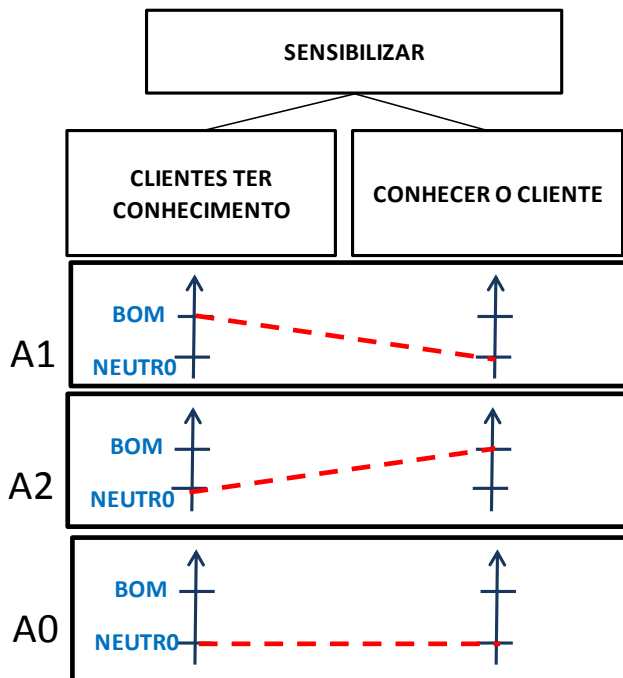 SENSIBILIZAR
CLIENTES TER
CONHECIMENTO
CONHECER O CLIENTE
A1
BOM
NEUTR0
A2
BOM
NEUTR0
A0
BOM
NEUTR0